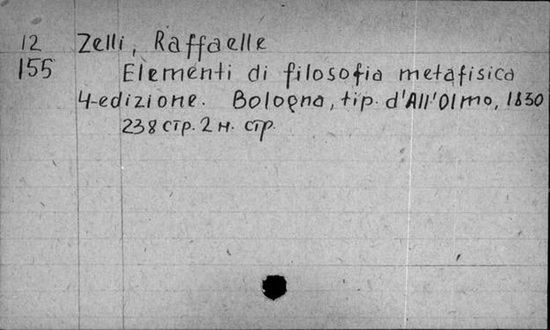 12 Zelli, Raffaelle
155 Elementi di filosofia metafisica
4-edizione. Bologna, tip. d'All'Olmo, 1830
238 стр. 2 н. стр.